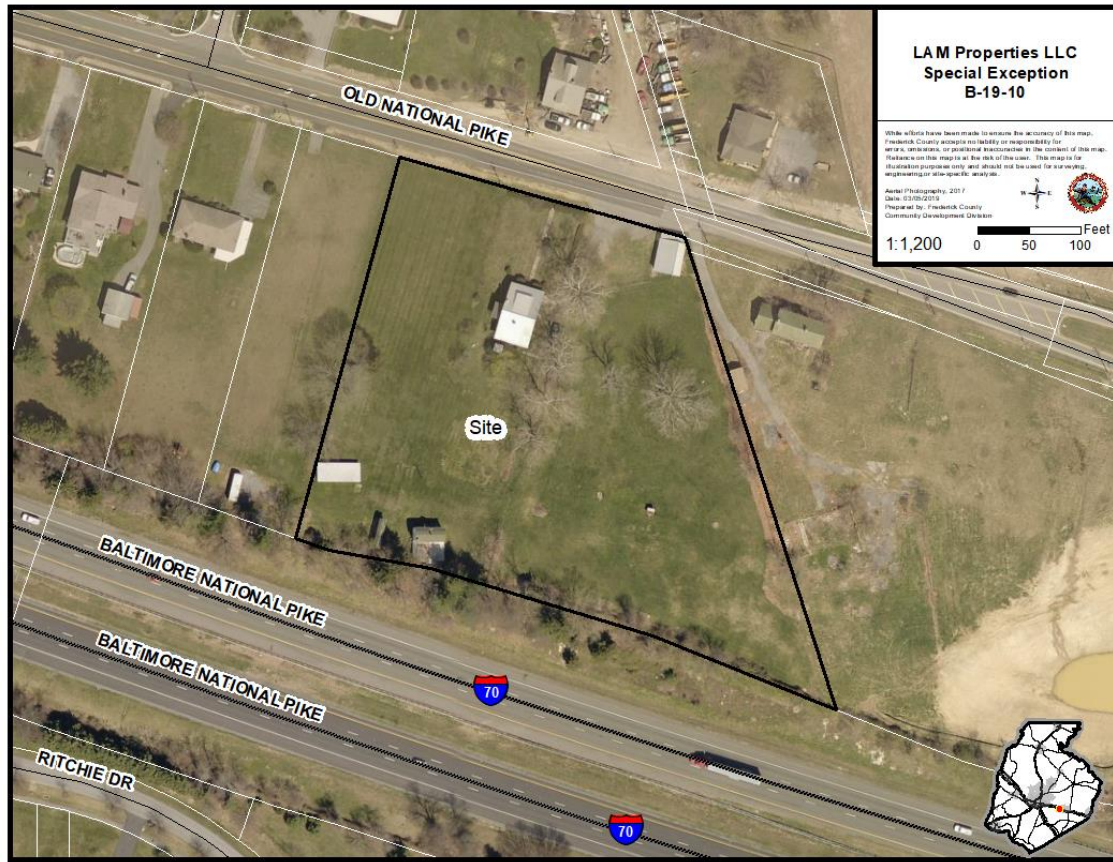 LAM Properties LLC
Special Exception
B-19-10
While efforts have been made to ensure the accuracy of this map,
Frederick County accepts no liability or responsibility for
errors, omissions, or positional inaccuracies in the content of this map.
Reliance on this map is at the risk of the user. This map is for
illustration purposes only and should not be used for surveying,
engineering, or site-specific analysis.
Aerial Photography, 2017
Date: 03/05/2019
Prepared by: Frederick County
Community Development Division
N
W E
S
1:1,200
Feet
0 50 100
OLD NATIONAL PIKE
Site
BALTIMORE NATIONAL PIKE
BALTIMORE NATIONAL PIKE
70
RITCHIE DR
70